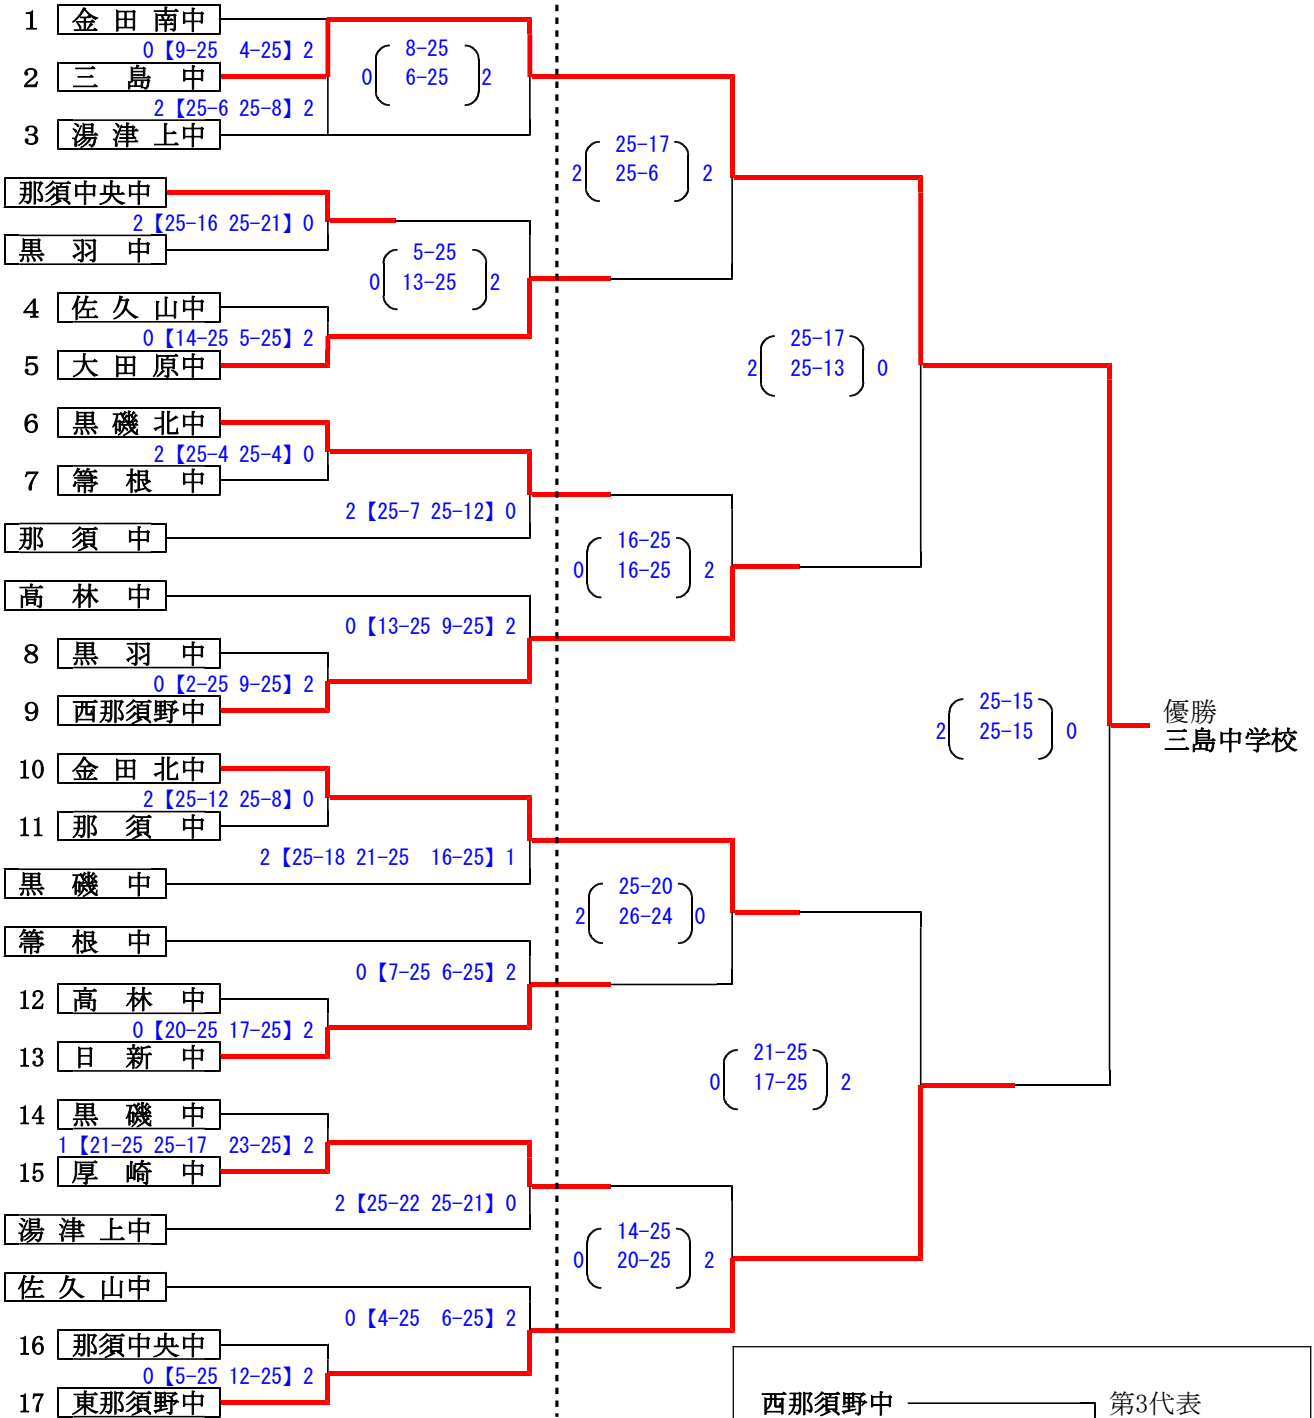 1 金田南中
0【9-25 4-25】2
2 三島中
2【25-6 25-8】2
3 湯津上中
0 8-25 2
6-25
那須中央中
2【25-16 25-21】0
黒羽中
4 佐久山中
0【14-25 5-25】2
5 大田原中
0 5-25 2
13-25
2 25-17 2
25-6
6 黒磯北中
2【25-4 25-4】0
7 箒根中
2【25-7 25-12】0
那須中
高林中
0【13-25 9-25】2
8 黒羽中
0【2-25 9-25】2
9 西那須野中
0 16-25 2
16-25
2 25-17 0
25-13
10 金田北中
2【25-12 25-8】0
11 那須中
2【25-18 21-25 16-25】1
黒磯中
箒根中
0【7-25 6-25】2
12 高林中
0【20-25 17-25】2
13 日新中
2 25-20 0
26-24
14 黒磯中
1【21-25 25-17 23-25】2
15 厚崎中
2【25-22 25-21】0
湯津上中
佐久山中
0【4-25 6-25】2
16 那須中央中
0【5-25 12-25】2
17 東那須野中
0 14-25 2
20-25
0 21-25 2
17-25
2 25-15 0
25-15
優勝
三島中学校
西那須野中 第3代表